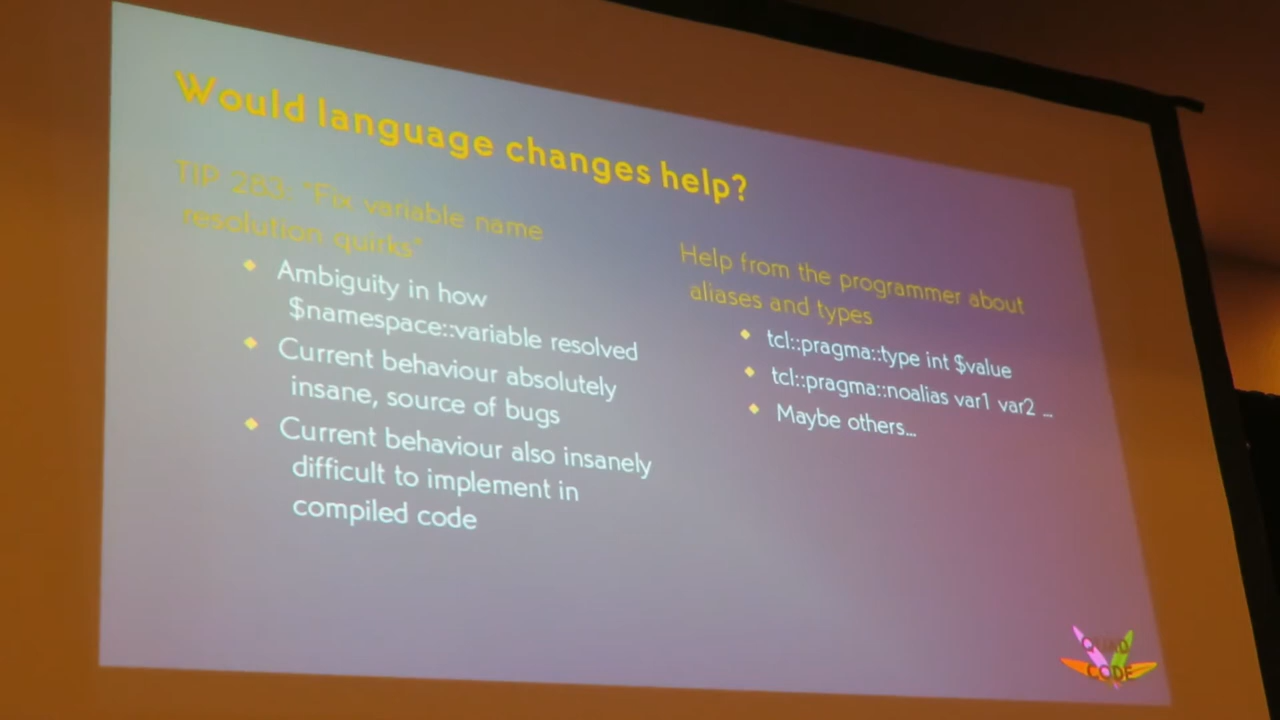 Would language changes help?
TIP 283: "Fix variable name
resolution quirks"
Ambiguity in how
$namespace::variable resolved
Current behaviour absolutely
insane, source of bugs
Current behaviour also insanely
difficult to implement in
compiled code
Help from the programmer about
aliases and types
tcl::pragma::type int $value
tcl::pragma::noalias var1 var2 ...
Maybe others...
CODE